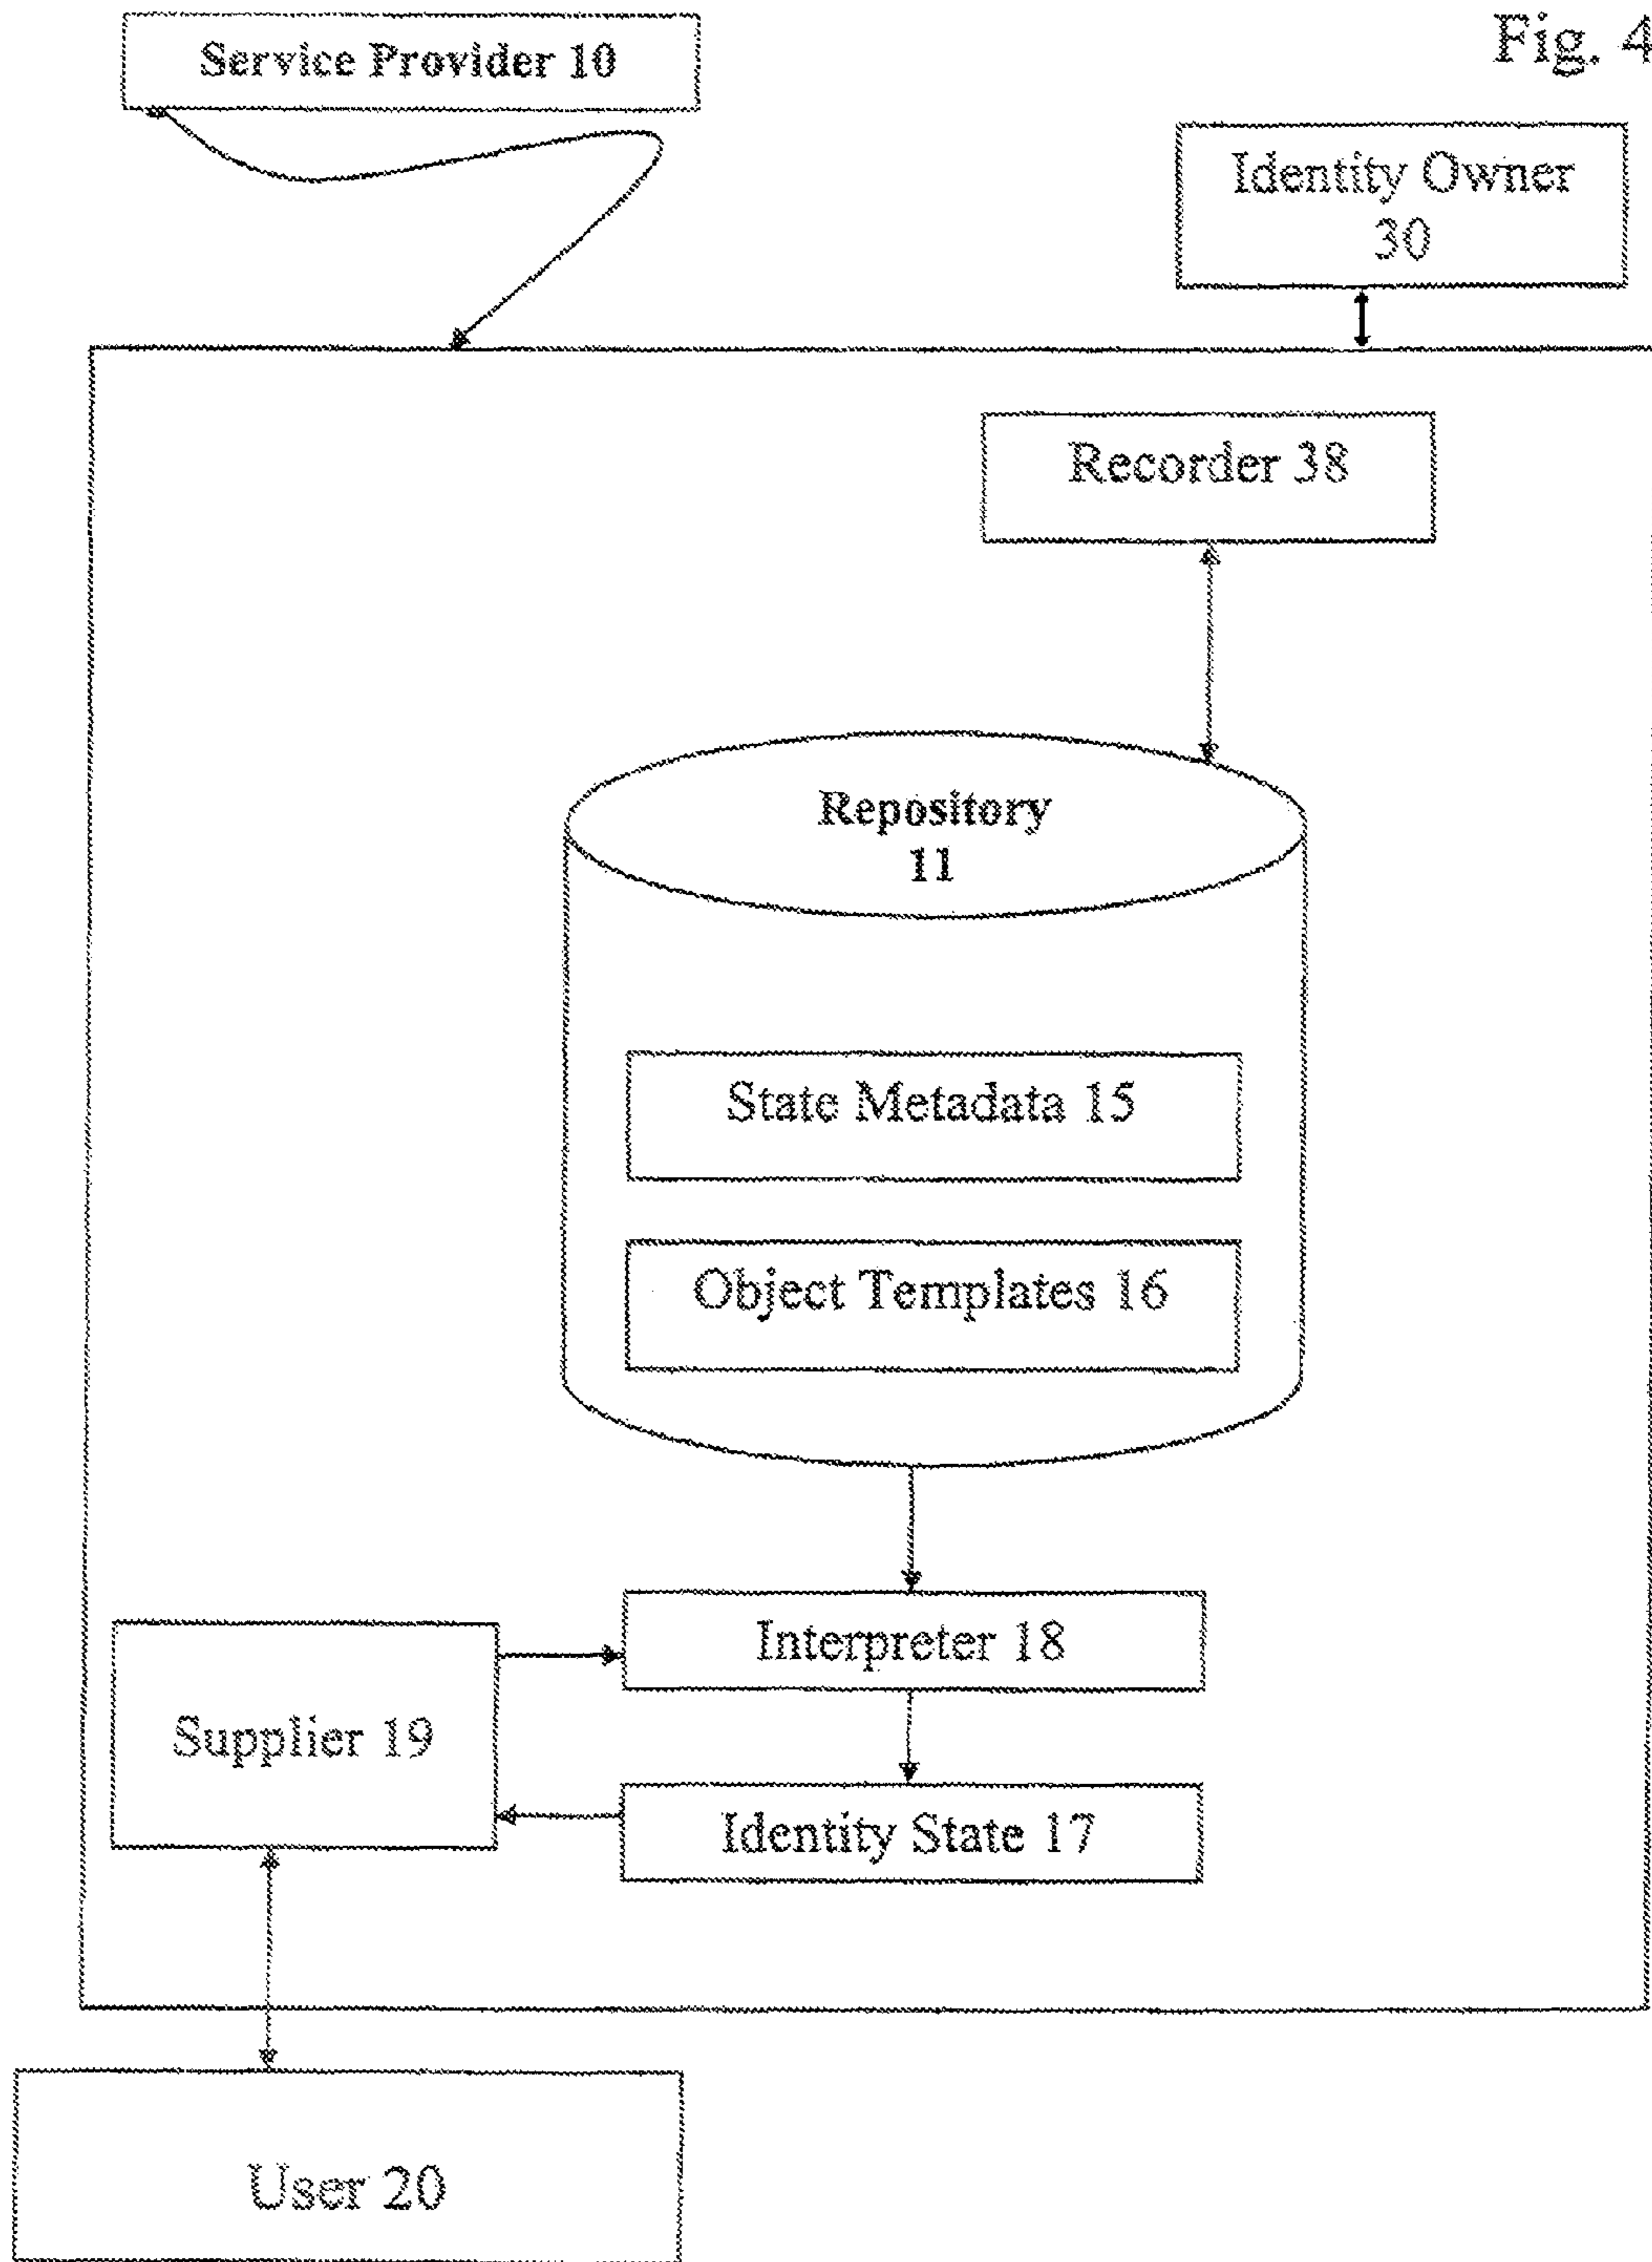 Fig. 4
Service Provider 10
Identity Owner
30
Recorder 38
Repository
11
State Metadata 15
Object Templates 16
Interpreter 18
Supplier 19
Identity State 17
User 20